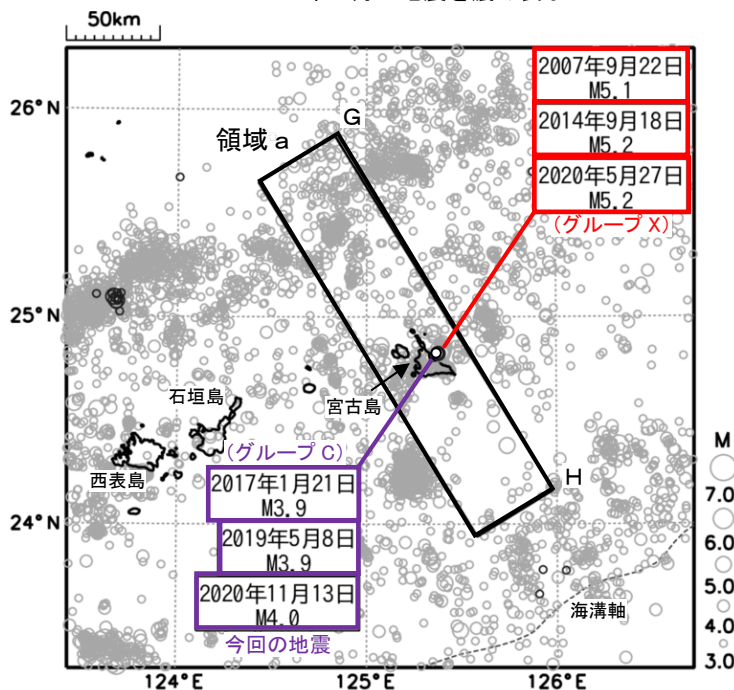 50km
2007年9月22日
M5.1
2014年9月18日
M5.2
2020年5月27日
M5.2
(グループ X)
26°N
G
領域 a
25°N
石垣島
宮古島
西表島
(グループ C)
2017年1月21日
M3.9
2019年5月8日
M3.9
2020年11月13日
M4.0
今回の地震
H
24°N
海溝軸
M
7.0
6.0
5.0
4.0
3.0
124°E
125°E
126°E